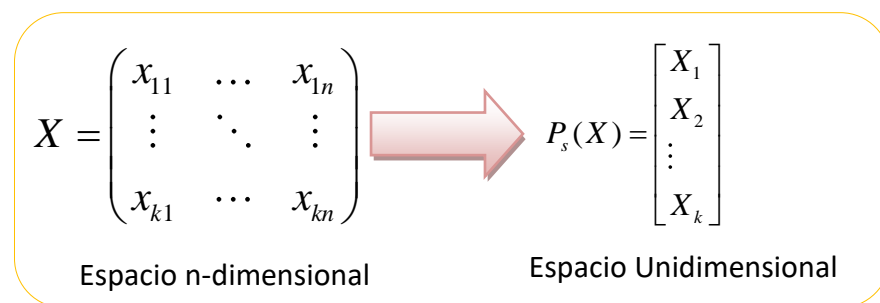 X = ( x11 … x1n
⋮ ⋱ ⋮
xk1 ⋯ xkn )
Espacio n-dimensional
Ps(X) = [ X1
X2
⋮
Xk ]
Espacio Unidimensional